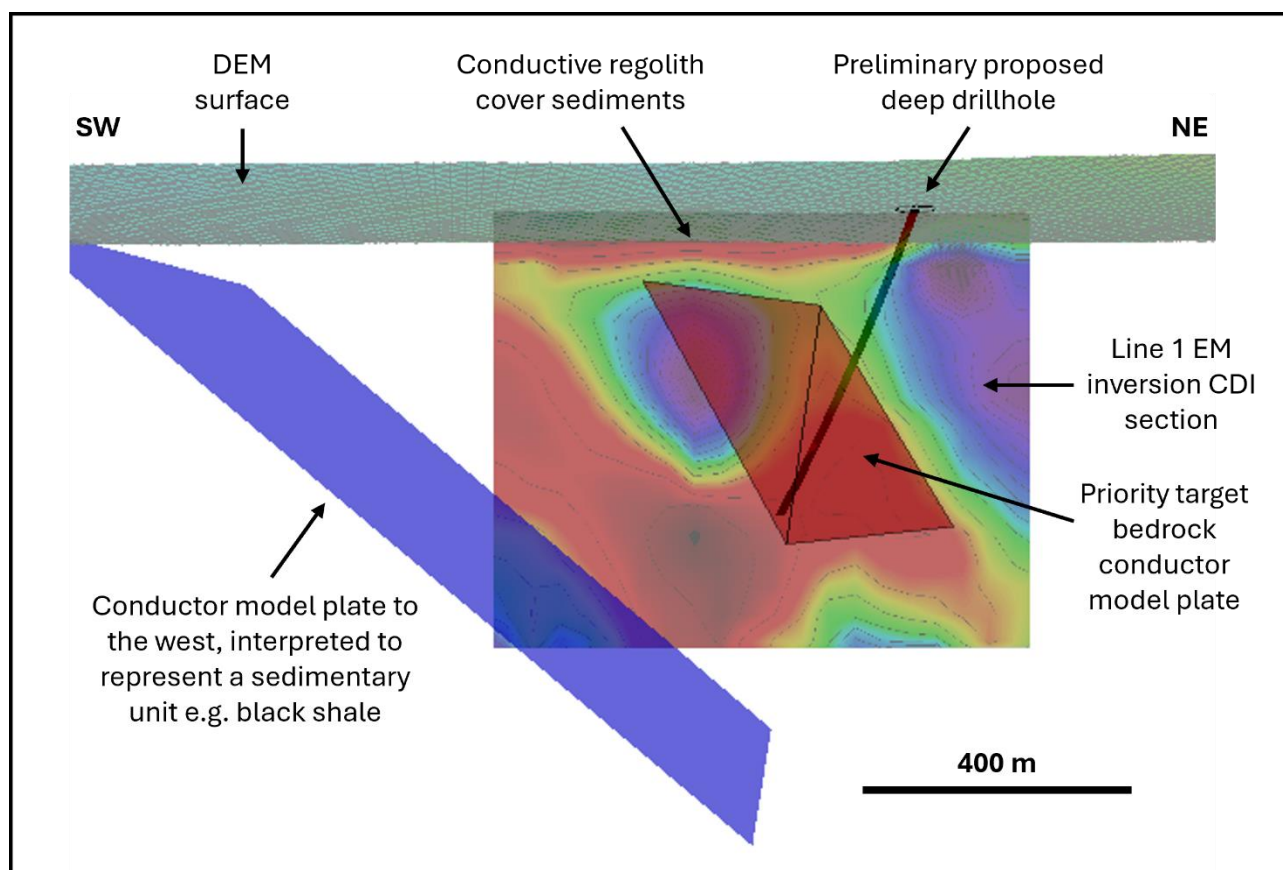 DEM
surface
Conductive regolith
cover sediments
Preliminary proposed
deep drillhole
SW
NE
Line 1 EM
inversion CDI
section
Priority target
bedrock
conductor
model plate
Conductor model plate to
the west, interpreted to
represent a sedimentary
unit e.g. black shale
400 m